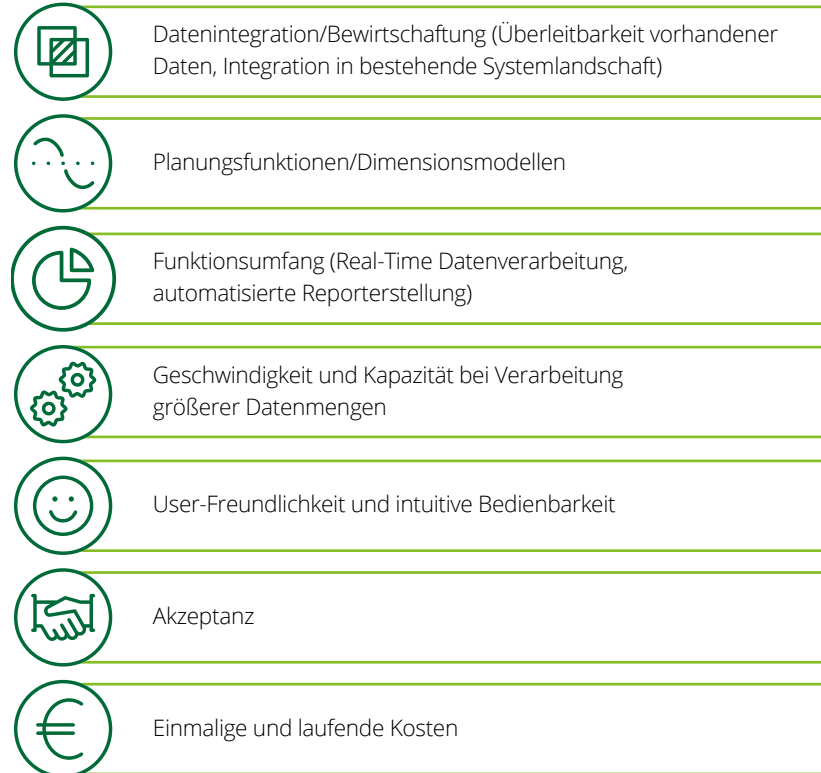 Datenintegration/Bewirtschaftung (Überleitbarkeit vorhandener
Daten, Integration in bestehende Systemlandschaft)
Planungsfunktionen/Dimensionsmodellen
Funktionsumfang (Real-Time Datenverarbeitung,
automatisierte Reporterstellung)
Geschwindigkeit und Kapazität bei Verarbeitung
größerer Datenmengen
User-Freundlichkeit und intuitive Bedienbarkeit
Akzeptanz
€
Einmalige und laufende Kosten